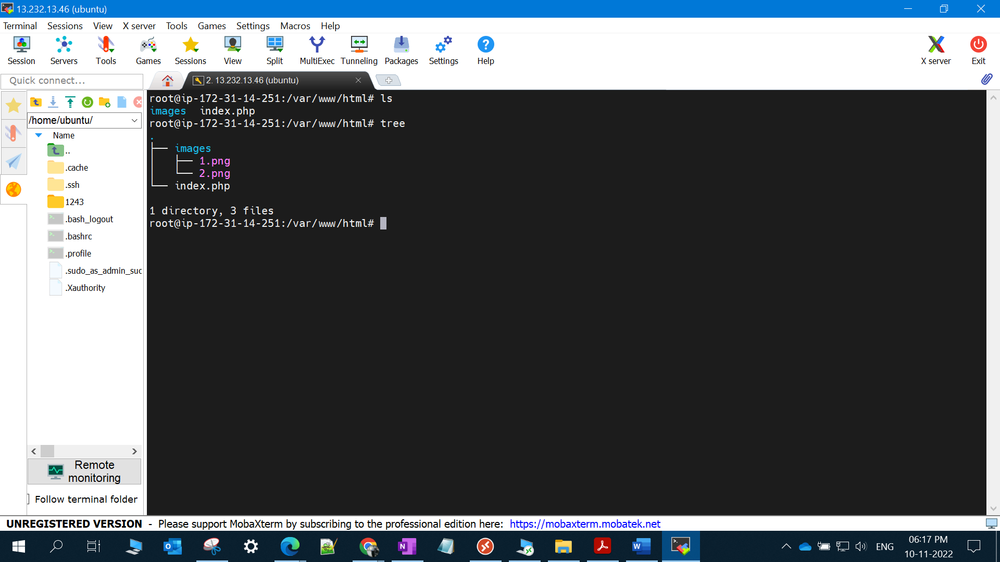 13.232.13.46 (ubuntu)
Terminal Sessions View X server Tools Games Settings Macros Help
Session Servers Tools Games Sessions View Split MultiExec Tunneling Packages Settings Help X server Exit
Quick connect...
2. 13.232.13.46 (ubuntu)
/home/ubuntu/
Name
..
.cache
.ssh
1243
.bash_logout
.bashrc
.profile
.sudo_as_admin_suc
.Xauthority
Remote
monitoring
Follow terminal folder
root@ip-172-31-14-251:/var/www/html# ls
images  index.php
root@ip-172-31-14-251:/var/www/html# tree
.
├── images
│   ├── 1.png
│   └── 2.png
└── index.php
1 directory, 3 files
root@ip-172-31-14-251:/var/www/html#
UNREGISTERED VERSION - Please support MobaXterm by subscribing to the professional edition here: https://mobaxterm.mobatek.net
ENG
06:17 PM
10-11-2022